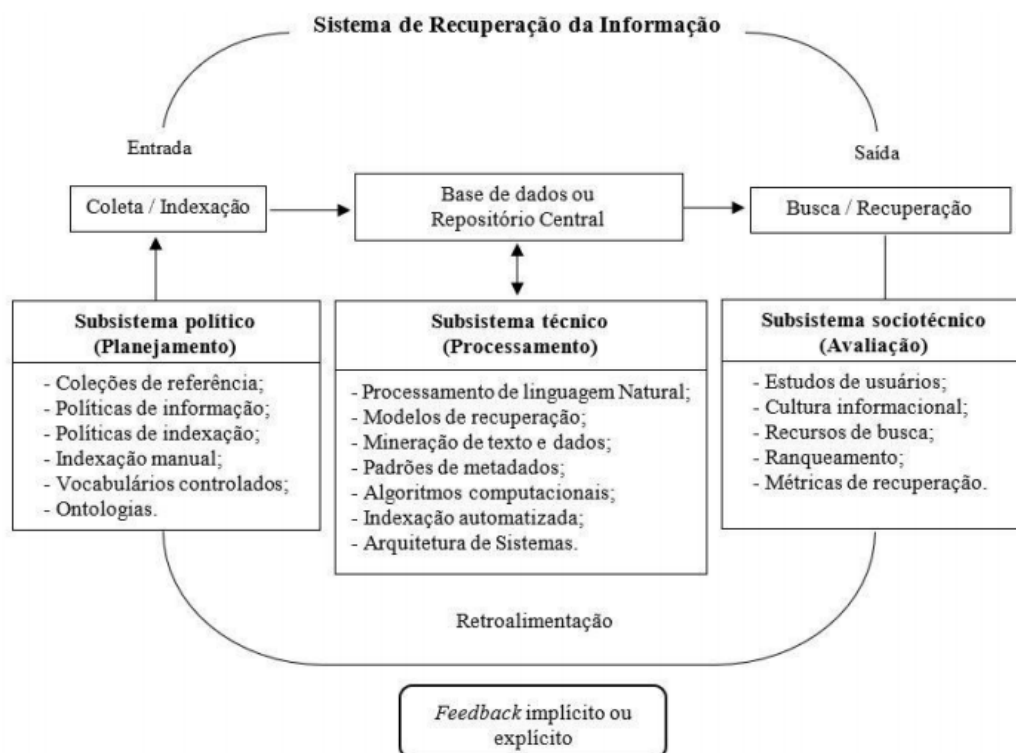 Sistema de Recuperação da Informação
Entrada
Saída
Coleta / Indexação
Base de dados ou
Repositório Central
Busca / Recuperação
Subsistema político
(Planejamento)
- Coleções de referência;
- Políticas de informação;
- Políticas de indexação;
- Indexação manual;
- Vocabulários controlados;
- Ontologias.
Subsistema técnico
(Processamento)
- Processamento de linguagem Natural;
- Modelos de recuperação;
- Mineração de texto e dados;
- Padrões de metadados;
- Algoritmos computacionais;
- Indexação automatizada;
- Arquitetura de Sistemas.
Subsistema sociotécnico
(Avaliação)
- Estudos de usuários;
- Cultura informacional;
- Recursos de busca;
- Ranqueamento;
- Métricas de recuperação.
Retroalimentação
Feedback implícito ou
explícito